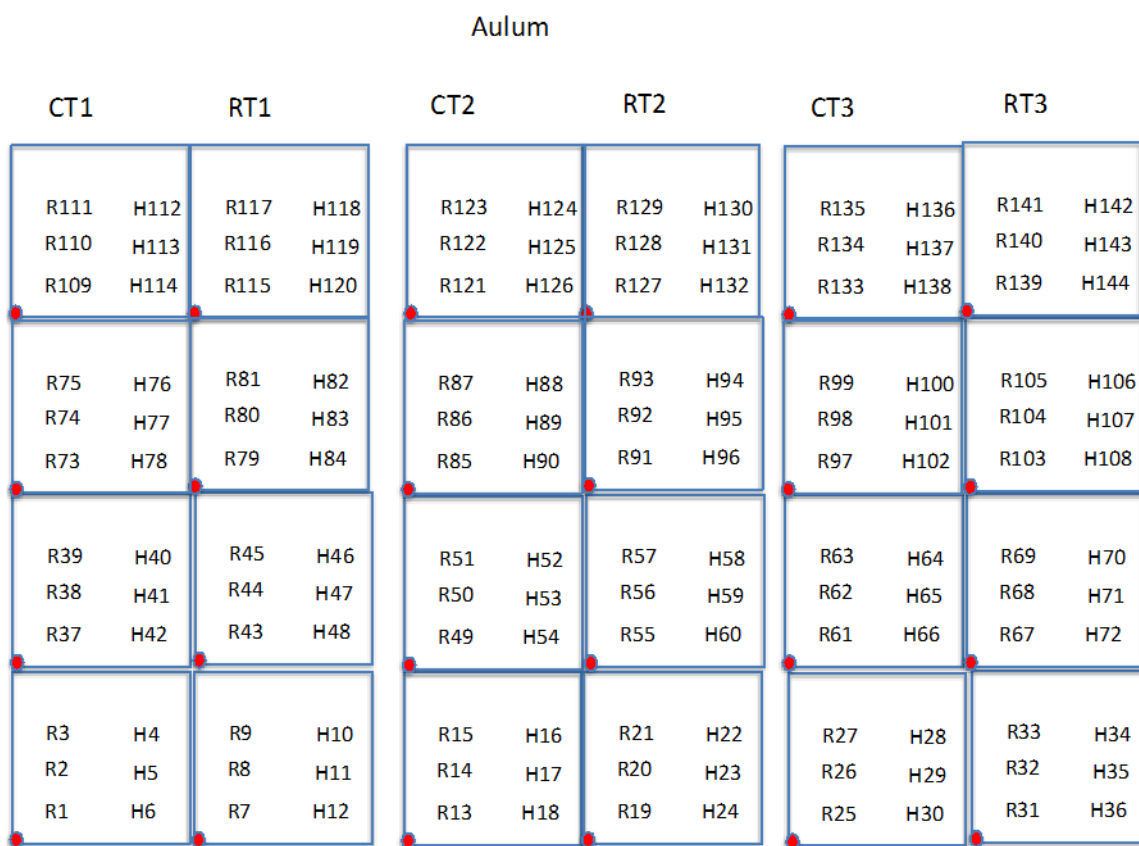 Aulum
CT1 RT1 CT2 RT2 CT3 RT3
R111 H112 R117 H118 R123 H124 R129 H130 R135 H136 R141 H142
R110 H113 R116 H119 R122 H125 R128 H131 R134 H137 R140 H143
R109 H114 R115 H120 R121 H126 R127 H132 R133 H138 R139 H144
R75 H76 R81 H82 R87 H88 R93 H94 R99 H100 R105 H106
R74 H77 R80 H83 R86 H89 R92 H95 R98 H101 R104 H107
R73 H78 R79 H84 R85 H90 R91 H96 R97 H102 R103 H108
R39 H40 R45 H46 R51 H52 R57 H58 R63 H64 R69 H70
R38 H41 R44 H47 R50 H53 R56 H59 R62 H65 R68 H71
R37 H42 R43 H48 R49 H54 R55 H60 R61 H66 R67 H72
R3 H4 R9 H10 R15 H16 R21 H22 R27 H28 R33 H34
R2 H5 R8 H11 R14 H17 R20 H23 R26 H29 R32 H35
R1 H6 R7 H12 R13 H18 R19 H24 R25 H30 R31 H36